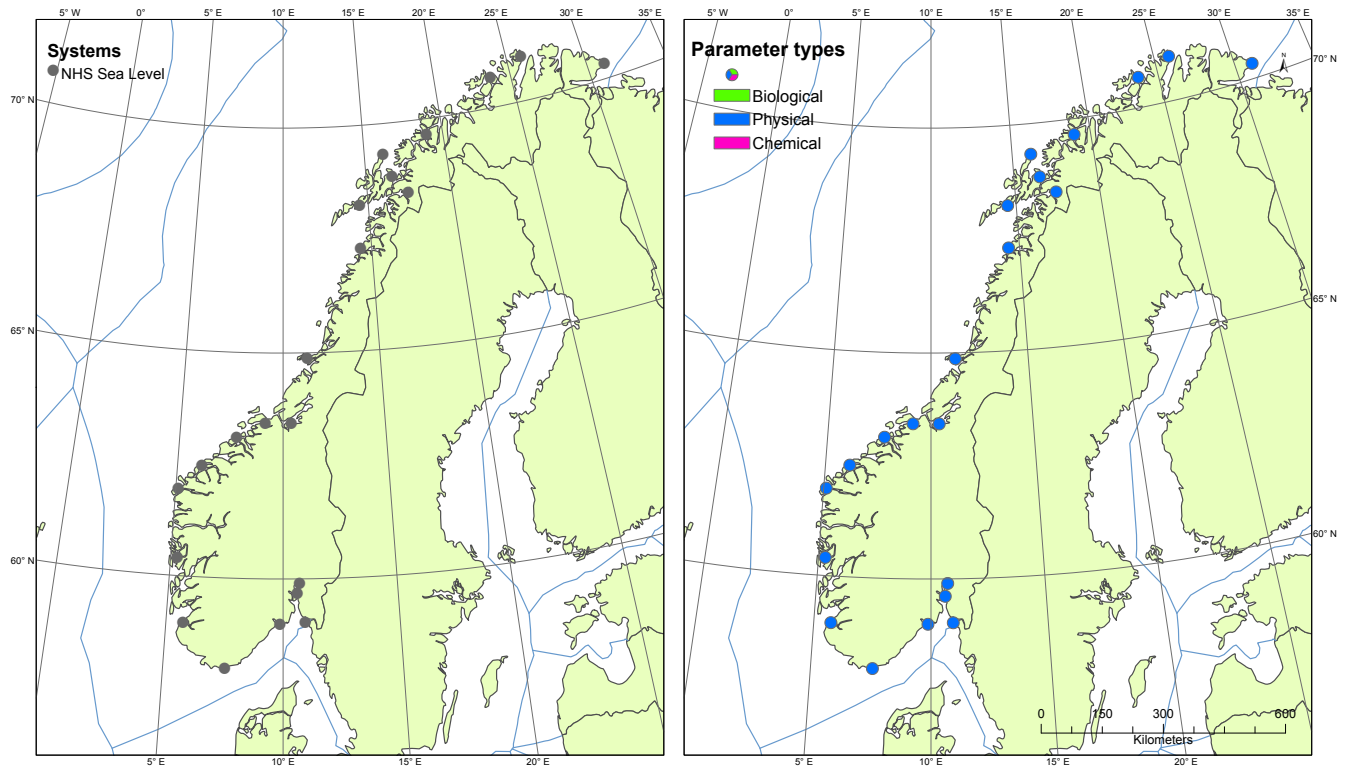 5° W 0° 5° E 10° E 15° E 20° E 25° E 30° E 35° E
Systems
NHS Sea Level
70° N
65° N
60° N
5° E 10° E 15° E 20° E
5° W 0° 5° E 10° E 15° E 20° E 25° E 30° E 35° E
Parameter types
Biological
Physical
Chemical
N
70° N
65° N
60° N
0 150 300 600
Kilometers
5° E 10° E 15° E 20° E